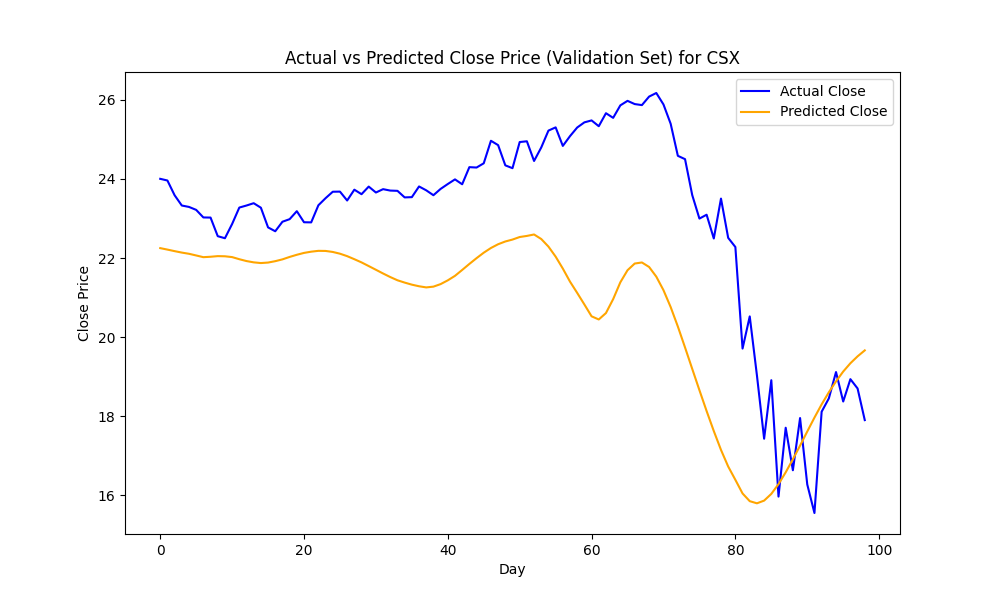 Actual vs Predicted Close Price (Validation Set) for CSX
Actual Close
Predicted Close
Close Price
26
24
22
20
18
16
0 20 40 60 80 100
Day